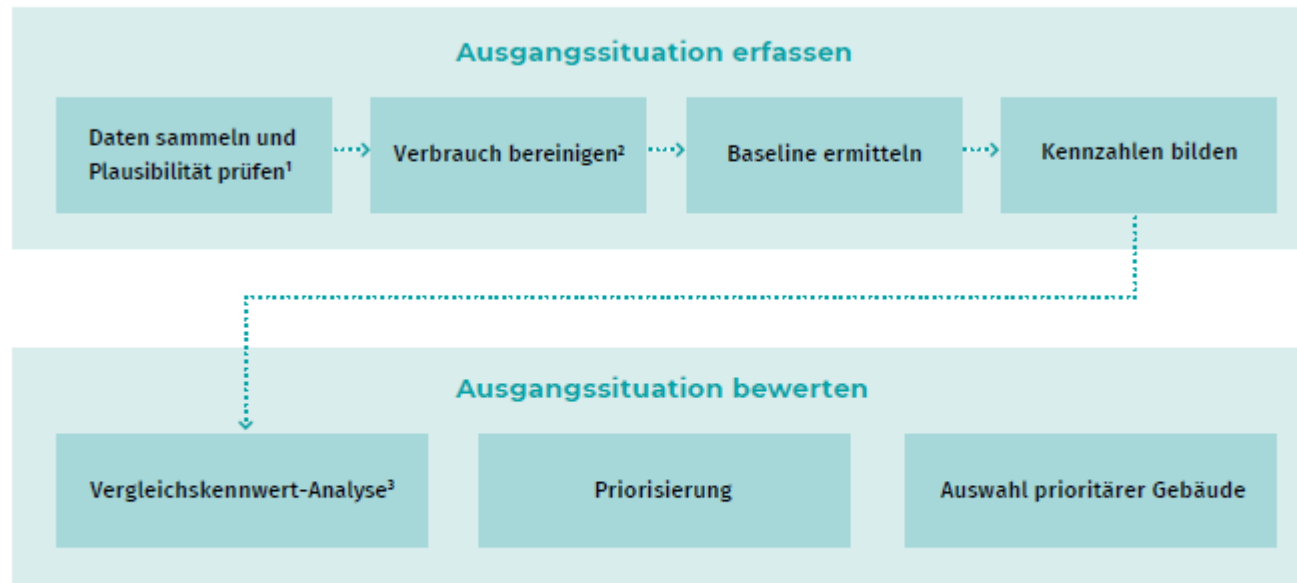 Ausgangssituation erfassen
Daten sammeln und
Plausibilität prüfen¹
Verbrauch bereinigen²
Baseline ermitteln
Kennzahlen bilden
Ausgangssituation bewerten
Vergleichskennwert-Analyse³
Priorisierung
Auswahl prioritärer Gebäude